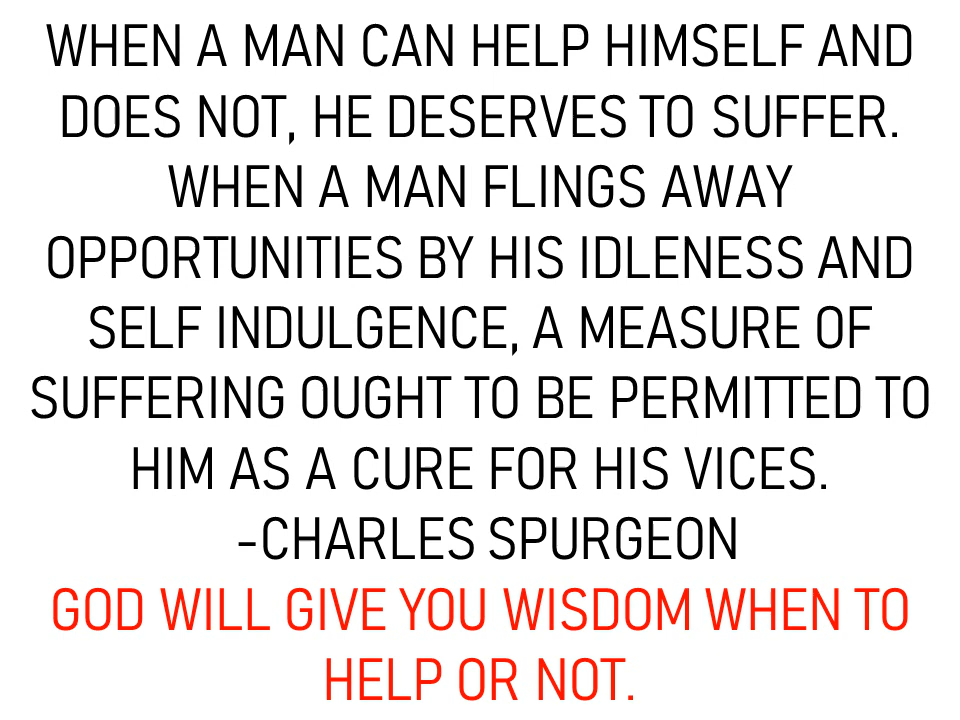 WHEN A MAN CAN HELP HIMSELF AND
DOES NOT, HE DESERVES TO SUFFER.
WHEN A MAN FLINGS AWAY
OPPORTUNITIES BY HIS IDLENESS AND
SELF INDULGENCE, A MEASURE OF
SUFFERING OUGHT TO BE PERMITTED TO
HIM AS A CURE FOR HIS VICES.
-CHARLES SPURGEON
GOD WILL GIVE YOU WISDOM WHEN TO
HELP OR NOT.